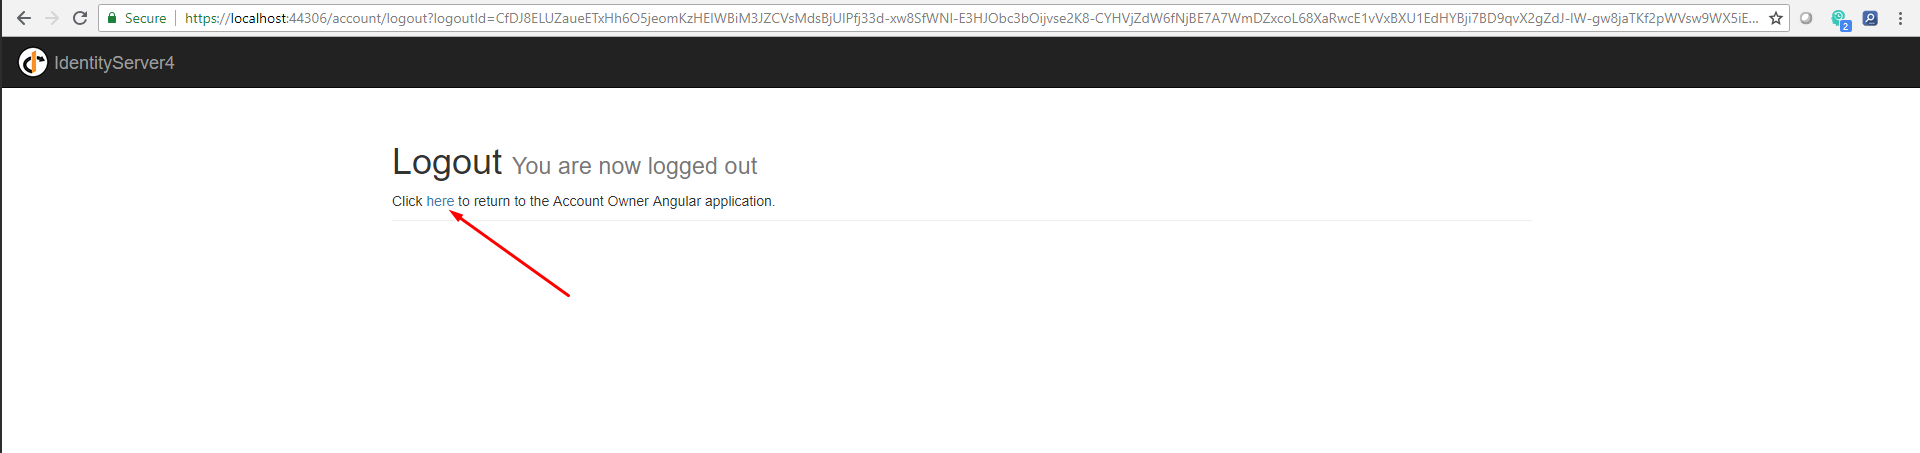 Secure https://localhost:44306/account/logout?logoutId=CfDJ8ELUZaueETxHh6O5jeomKzHEIWBiM3JZCVsMdsBjUIPfj33d-xw8SfWNI-E3HJObc3bOijvse2K8-CYHVjZdW6fNjBE7A7WmDZxcoL68XaRwcE1vVxBXU1EdHYBji7BD9qvX2gZdJ-IW-gw8jaTKf2pWVsw9WX5iE...
2
IdentityServer4
Logout You are now logged out
Click here to return to the Account Owner Angular application.